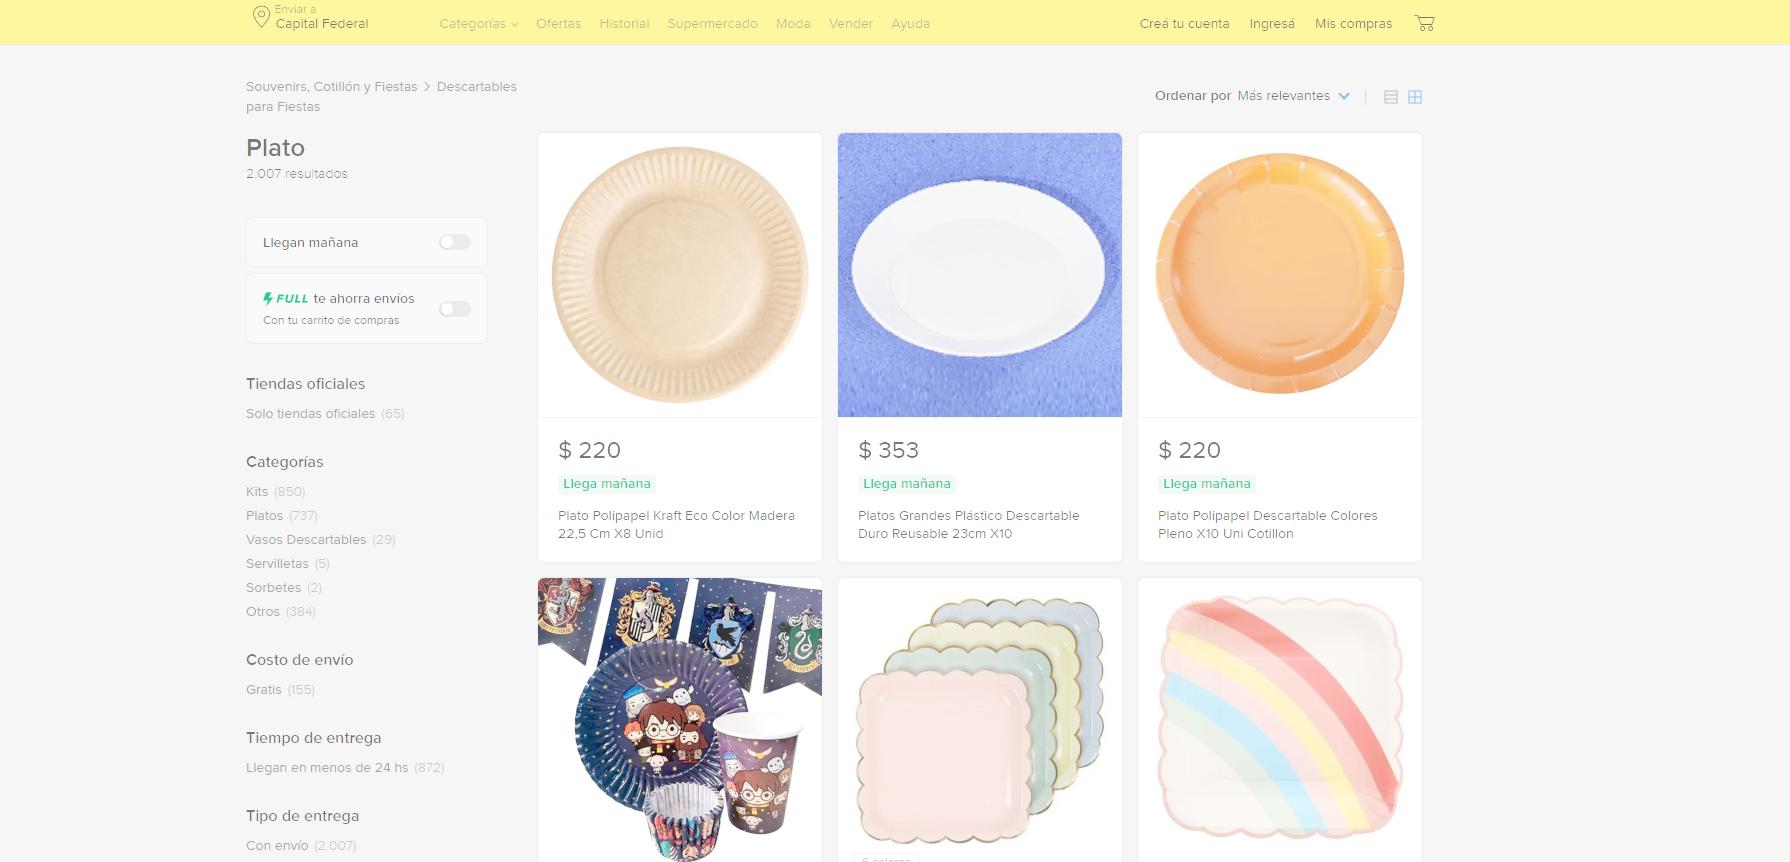 Enviar a
Capital Federal
Categorías
Ofertas
Historial
Supermercado
Moda
Vender
Ayuda
Creá tu cuenta
Ingresá
Mis compras
Souvenirs, Cotillón y Fiestas > Descartables
para Fiestas
Ordenar por Más relevantes
Plato
2.007 resultados
Llegan mañana
FULL te ahorra envíos
Con tu carrito de compras
Tiendas oficiales
Solo tiendas oficiales (65)
Categorías
Kits (850)
Platos (737)
Vasos Descartables (29)
Servilletas (5)
Sorbetes (2)
Otros (384)
Costo de envío
Gratis (155)
Tiempo de entrega
Llegan en menos de 24 hs (872)
Tipo de entrega
Con envío (2.007)
$ 220
Llega mañana
Plato Polipapel Kraft Eco Color Madera
22,5 Cm X8 Unid
$ 353
Llega mañana
Platos Grandes Plástico Descartable
Duro Reusable 23cm X10
$ 220
Llega mañana
Plato Polipapel Descartable Colores
Pleno X10 Uni Cotillon
6 colores